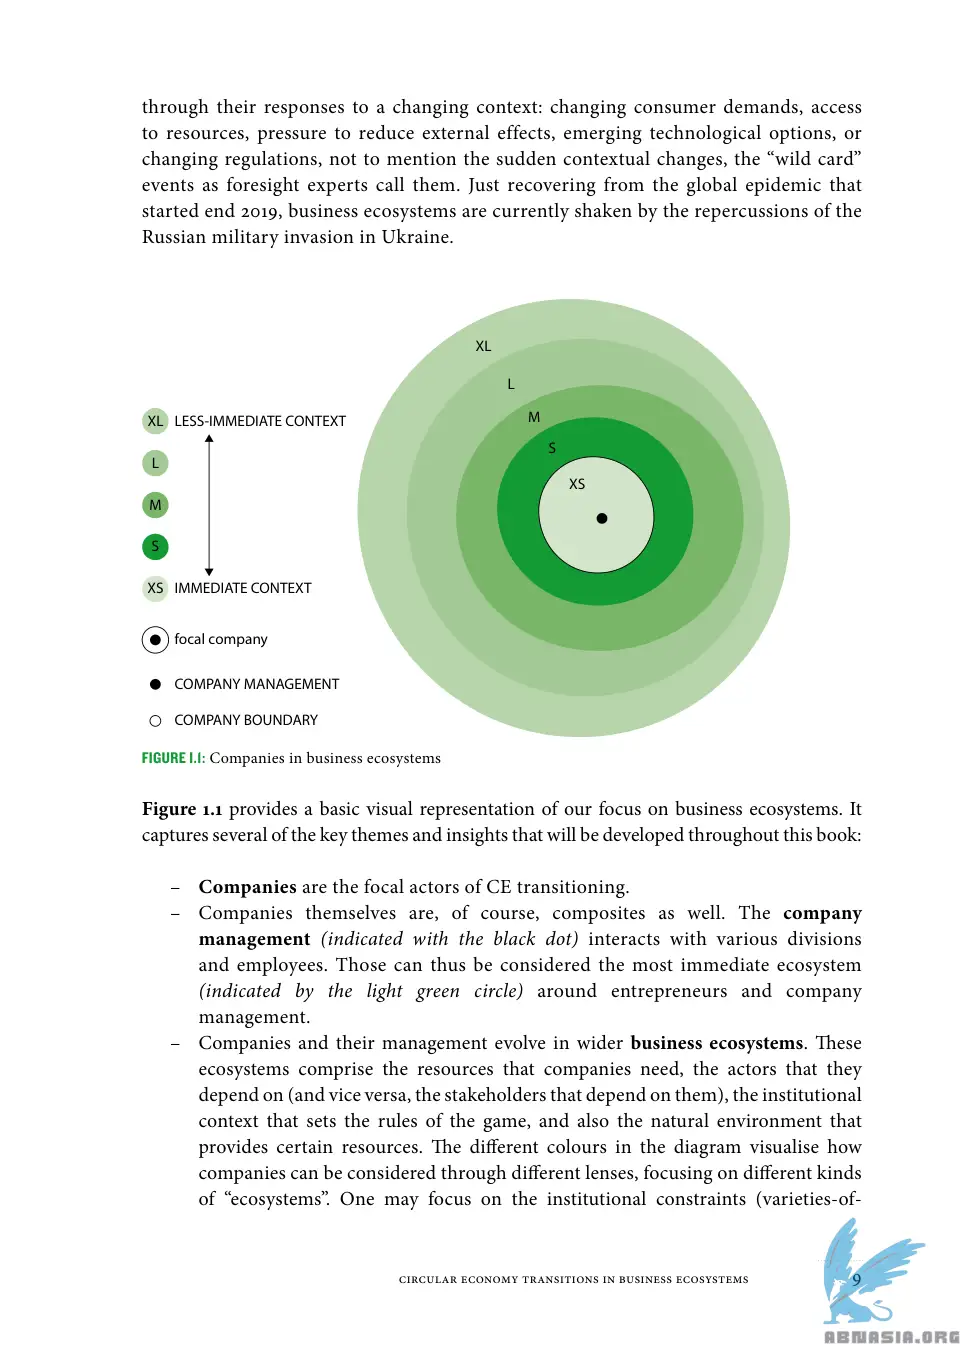 through their responses to a changing context: changing consumer demands, access
to resources, pressure to reduce external effects, emerging technological options, or
changing regulations, not to mention the sudden contextual changes, the “wild card”
events as foresight experts call them. Just recovering from the global epidemic that
started end 2019, business ecosystems are currently shaken by the repercussions of the
Russian military invasion in Ukraine.
XL
L
M
S
XS
XL LESS-IMMEDIATE CONTEXT
L
M
S
XS IMMEDIATE CONTEXT
focal company
COMPANY MANAGEMENT
COMPANY BOUNDARY
FIGURE 1.1: Companies in business ecosystems
Figure 1.1 provides a basic visual representation of our focus on business ecosystems. It
captures several of the key themes and insights that will be developed throughout this book:
– Companies are the focal actors of CE transitioning.
– Companies themselves are, of course, composites as well. The company
management (indicated with the black dot) interacts with various divisions
and employees. Those can thus be considered the most immediate ecosystem
(indicated by the light green circle) around entrepreneurs and company
management.
– Companies and their management evolve in wider business ecosystems. These
ecosystems comprise the resources that companies need, the actors that they
depend on (and vice versa, the stakeholders that depend on them), the institutional
context that sets the rules of the game, and also the natural environment that
provides certain resources. The different colours in the diagram visualise how
companies can be considered through different lenses, focusing on different kinds
of “ecosystems”. One may focus on the institutional constraints (varieties-of-
CIRCULAR ECONOMY TRANSITIONS IN BUSINESS ECOSYSTEMS 9
ABNASIA.ORG